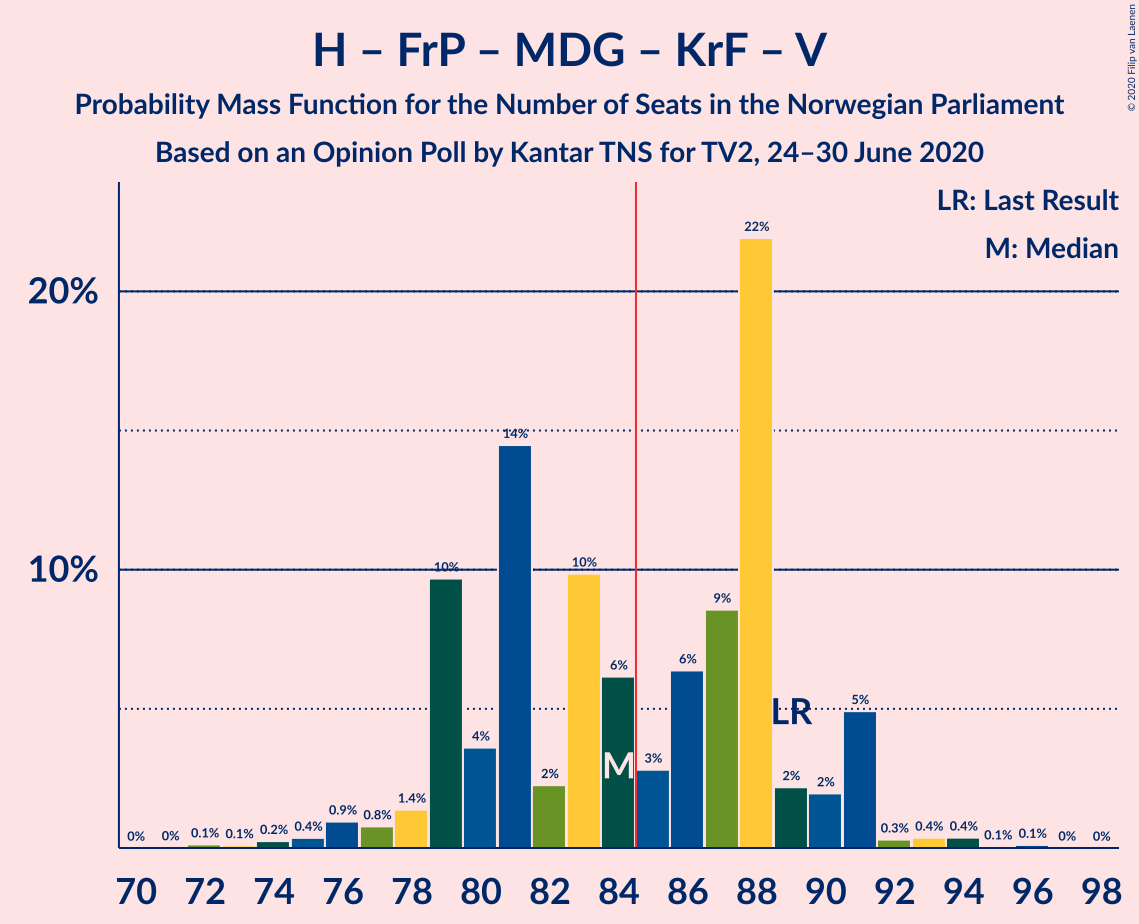 H – FrP – MDG – KrF – V
Probability Mass Function for the Number of Seats in the Norwegian Parliament
Based on an Opinion Poll by Kantar TNS for TV2, 24–30 June 2020
© 2020 Filip van Laenen
LR: Last Result
M: Median
20%
10%
0% 0% 0.1% 0.1% 0.2% 0.4% 0.9% 0.8% 1.4% 10% 4% 14% 2% 10% 6% 3% 6% 9% 22% 2% 2% 5% 0.3% 0.4% 0.4% 0.1% 0.1% 0% 0%
LR
M
70 72 74 76 78 80 82 84 86 88 90 92 94 96 98